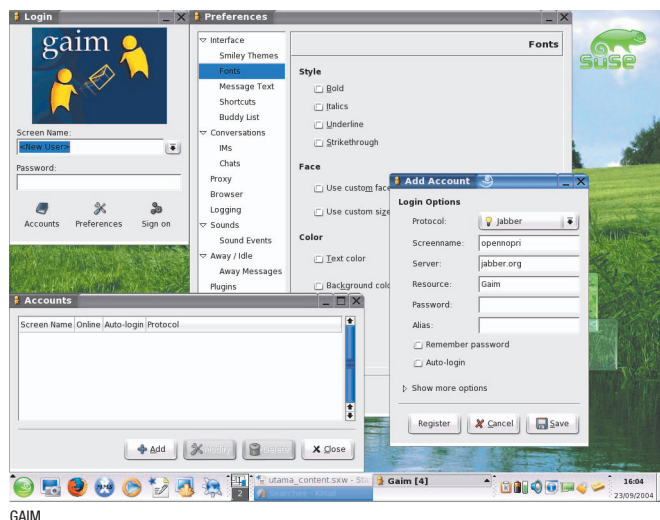 Login
gaim
Screen Name:
<New User>
Password:
Accounts
Preferences
Sign on
Preferences
Interface
Smiley Themes
Fonts
Message Text
Shortcuts
Buddy List
Conversations
IMs
Chats
Proxy
Browser
Logging
Sounds
Sound Events
Away / Idle
Away Messages
Plugins
Fonts
Style
Bold
Italics
Underline
Strikethrough
Face
Use custom face
Use custom size
Color
Text color
Background colo
SUSE
Add Account
Login Options
Protocol:
Jabber
Screenname:
opennopri
Server:
jabber.org
Resource:
Gaim
Password:
Alias:
Remember password
Auto-login
Show more options
Register
Cancel
Save
Accounts
Screen Name Online Auto-login Protocol
Add
Modify
Delete
Close
2
utama_content.sxw - Sta
Gaim [4]
16:04
23/09/2004
GAIM